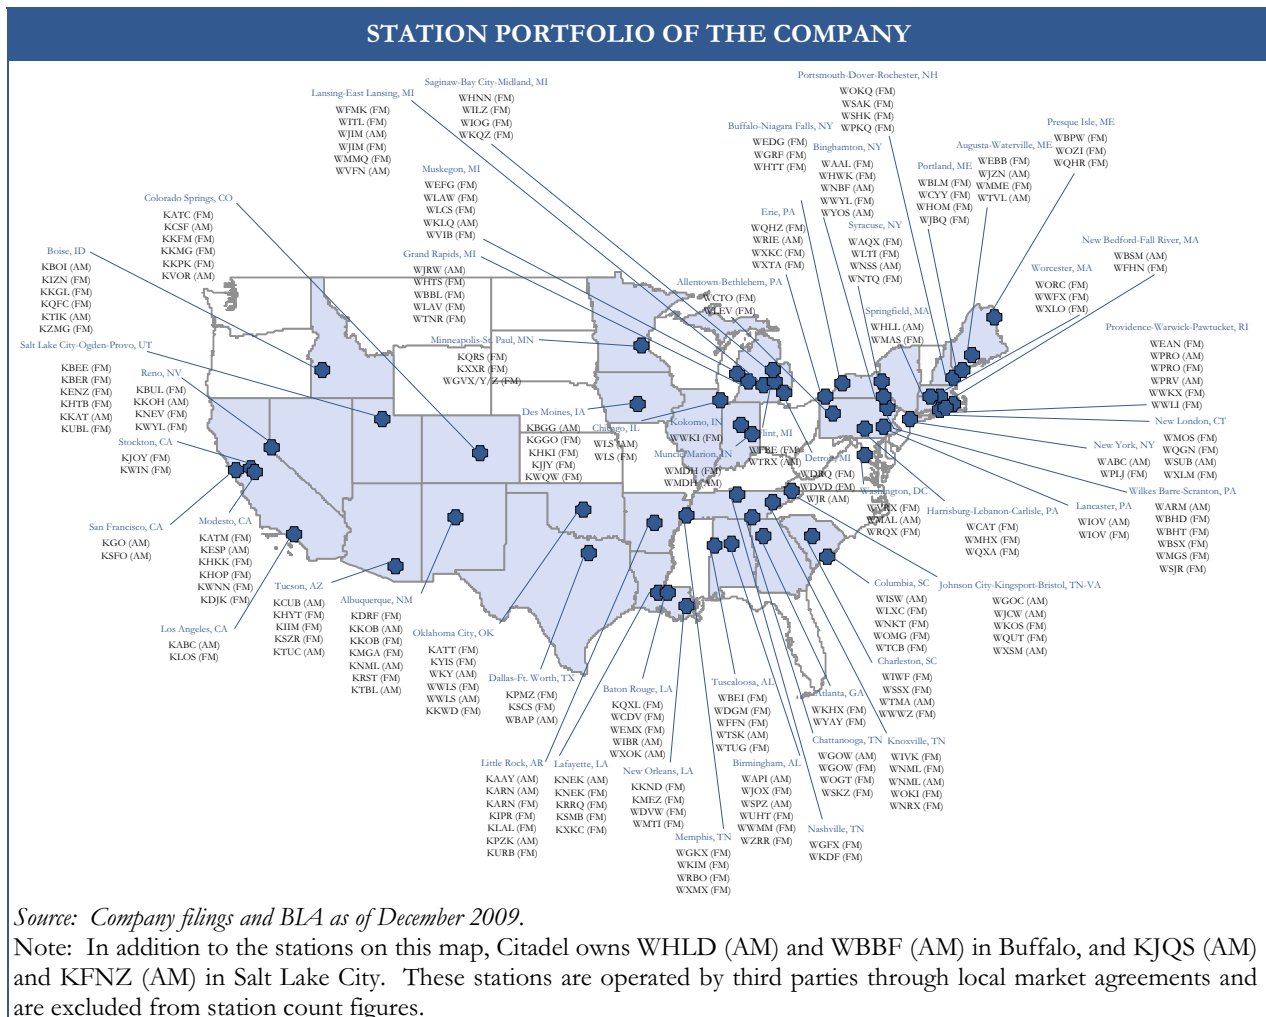 STATION PORTFOLIO OF THE COMPANY
Lansing-East Lansing, MI
WFMK (FM)
WITL (FM)
WJIM (AM)
WJIM (FM)
WMMQ (FM)
WVFN (AM)
Saginaw-Bay City-Midland, MI
WHNN (FM)
WILZ (FM)
WIOG (FM)
WKQZ (FM)
Portsmouth-Dover-Rochester, NH
WOKQ (FM)
WSAK (FM)
WSHK (FM)
WPKQ (FM)
Buffalo-Niagara Falls, NY
WEDG (FM)
WGRF (FM)
WHTT (FM)
Binghamton, NY
WAAL (FM)
WHWK (FM)
WNBF (AM)
WWYL (FM)
WYOS (AM)
Presque Isle, ME
WBPW (FM)
WOZI (FM)
WQHR (FM)
Augusta-Waterville, ME
WEBB (FM)
WJZN (AM)
WMME (FM)
WTVL (AM)
Portland, ME
WBLM (FM)
WCYY (FM)
WHOM (FM)
WJBQ (FM)
Muskegon, MI
WEFG (FM)
WLAW (FM)
WLCS (FM)
WKLQ (AM)
WVIB (FM)
Colorado Springs, CO
KATC (FM)
KCSF (AM)
KKFM (FM)
KKMG (FM)
KKPK (FM)
KVOR (AM)
Erie, PA
WQHZ (FM)
WRIE (AM)
WXKC (FM)
WXTA (FM)
Syracuse, NY
WAQX (FM)
WLTI (FM)
WNSS (AM)
WNTQ (FM)
New Bedford-Fall River, MA
WBSM (AM)
WFHN (FM)
Boise, ID
KBOI (AM)
KIZN (FM)
KKGL (FM)
KQFC (FM)
KTIK (AM)
KZMG (FM)
Grand Rapids, MI
WJRW (AM)
WHTS (FM)
WBBL (FM)
WLAV (FM)
WTNR (FM)
Worcester, MA
WORC (FM)
WWFX (FM)
WXLO (FM)
Allentown-Bethlehem, PA
WCTO (FM)
WLEV (FM)
Springfield, MA
WHLL (AM)
WMAS (FM)
Providence-Warwick-Pawtucket, RI
WEAN (FM)
WPRO (AM)
WPRO (FM)
WPRV (AM)
WWKX (FM)
WWLI (FM)
Minneapolis-St. Paul, MN
KQRS (FM)
KXXR (FM)
WGVX/Y/Z (FM)
Salt Lake City-Ogden-Provo, UT
KBEE (FM)
KBER (FM)
KENZ (FM)
KHTB (FM)
KKAT (AM)
KUBL (FM)
Reno, NV
KBUL (FM)
KKOH (AM)
KNEV (FM)
KWYL (FM)
Des Moines, IA
KBGG (AM)
KGGO (FM)
KHKI (FM)
KJJY (FM)
KWQW (FM)
Chicago, IL
WLS (AM)
WLS (FM)
Kokomo, IN
WWKI (FM)
Muncie-Marion, IN
WMDH (FM)
WMDH (AM)
Flint, MI
WFBE (FM)
WTRX (AM)
Detroit, MI
WDRQ (FM)
WDVD (FM)
WJR (AM)
New London, CT
WMOS (FM)
WQGN (FM)
WSUB (AM)
WXLM (FM)
New York, NY
WABC (AM)
WPLJ (FM)
Stockton, CA
KJOY (FM)
KWIN (FM)
Washington, DC
WMAL (AM)
WRQX (FM)
Wilkes Barre-Scranton, PA
WARM (AM)
WBHD (FM)
WBHT (FM)
WBSX (FM)
WMGS (FM)
WSJR (FM)
Lancaster, PA
WIOV (AM)
WIOV (FM)
Harrisburg-Lebanon-Carlisle, PA
WCAT (FM)
WMHX (FM)
WQXA (FM)
San Francisco, CA
KGO (AM)
KSFO (AM)
Modesto, CA
KATM (FM)
KESP (AM)
KHKK (FM)
KHOP (FM)
KWNN (FM)
KDJK (FM)
Tucson, AZ
KCUB (AM)
KHYT (FM)
KIIM (FM)
KSZR (FM)
KTUC (AM)
Albuquerque, NM
KDRF (FM)
KKOB (AM)
KKOB (FM)
KMGA (FM)
KNML (AM)
KRST (FM)
KTBL (AM)
Los Angeles, CA
KABC (AM)
KLOS (FM)
Oklahoma City, OK
KATT (FM)
KYIS (FM)
WKY (AM)
WWLS (FM)
WWLS (AM)
KKWD (FM)
Columbia, SC
WISW (AM)
WLXC (FM)
WNKT (FM)
WOMG (FM)
WTCB (FM)
Johnson City-Kingsport-Bristol, TN-VA
WGOC (AM)
WJCW (AM)
WKOS (FM)
WQUT (FM)
WXSM (AM)
Charleston, SC
WIWF (FM)
WSSX (FM)
WTMA (AM)
WWWZ (FM)
Dallas-Ft. Worth, TX
KPMZ (FM)
KSCS (FM)
WBAP (AM)
Baton Rouge, LA
KQXL (FM)
WCDV (FM)
WEMX (FM)
WIBR (AM)
WXOK (AM)
Tuscaloosa, AL
WBEI (FM)
WDGM (FM)
WFFN (FM)
WTSK (AM)
WTUG (FM)
Atlanta, GA
WKHX (FM)
WYAY (FM)
Chattanooga, TN
WGOW (AM)
WGOW (FM)
WOGT (FM)
WSKZ (FM)
Knoxville, TN
WIVK (FM)
WNML (FM)
WNML (AM)
WOKI (FM)
WNRX (FM)
Little Rock, AR
KAAY (AM)
KARN (AM)
KARN (FM)
KIPR (FM)
KLAL (FM)
KPZK (AM)
KURB (FM)
Lafayette, LA
KNEK (AM)
KNEK (FM)
KRRQ (FM)
KSMB (FM)
KXKC (FM)
New Orleans, LA
KKND (FM)
KMEZ (FM)
WDVW (FM)
WMTI (FM)
Birmingham, AL
WAPI (AM)
WJOX (FM)
WSPZ (AM)
WUHT (FM)
WWMM (FM)
WZRR (FM)
Memphis, TN
WGKX (FM)
WKIM (FM)
WRBO (FM)
WXMX (FM)
Nashville, TN
WGFX (FM)
WKDF (FM)
Source: Company filings and BIA as of December 2009.
Note: In addition to the stations on this map, Citadel owns WHLD (AM) and WBBF (AM) in Buffalo, and KJQS (AM)
and KFNZ (AM) in Salt Lake City. These stations are operated by third parties through local market agreements and
are excluded from station count figures.